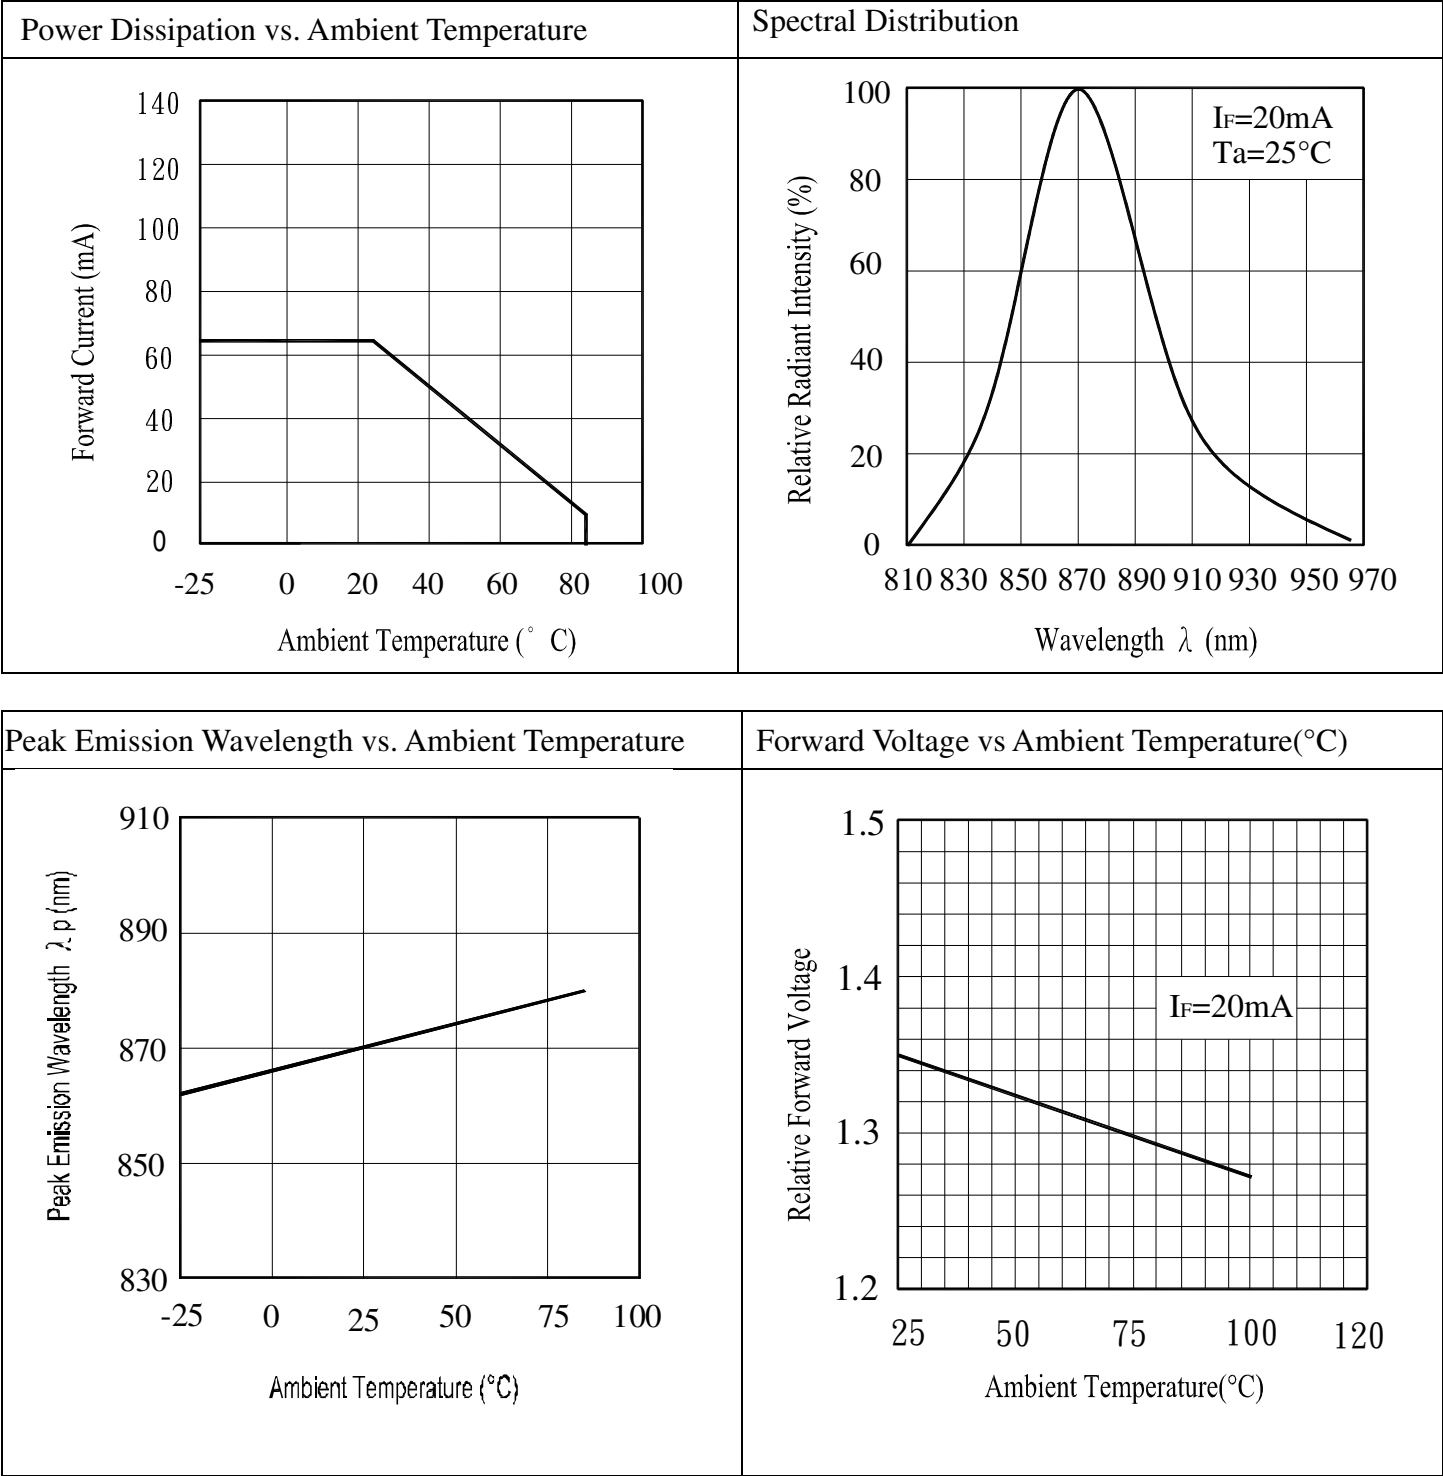 Power Dissipation vs. Ambient Temperature
Forward Current (mA)
140
120
100
80
60
40
20
0
-25 0 20 40 60 80 100
Ambient Temperature (° C)
Spectral Distribution
Relative Radiant Intensity (%)
100
80
60
40
20
0
IF=20mA
Ta=25°C
810 830 850 870 890 910 930 950 970
Wavelength λ (nm)
Peak Emission Wavelength vs. Ambient Temperature
Peak Emission Wavelength λp (nm)
910
890
870
850
830
-25 0 25 50 75 100
Ambient Temperature (°C)
Forward Voltage vs Ambient Temperature(°C)
Relative Forward Voltage
1.5
1.4
1.3
1.2
IF=20mA
25 50 75 100 120
Ambient Temperature(°C)